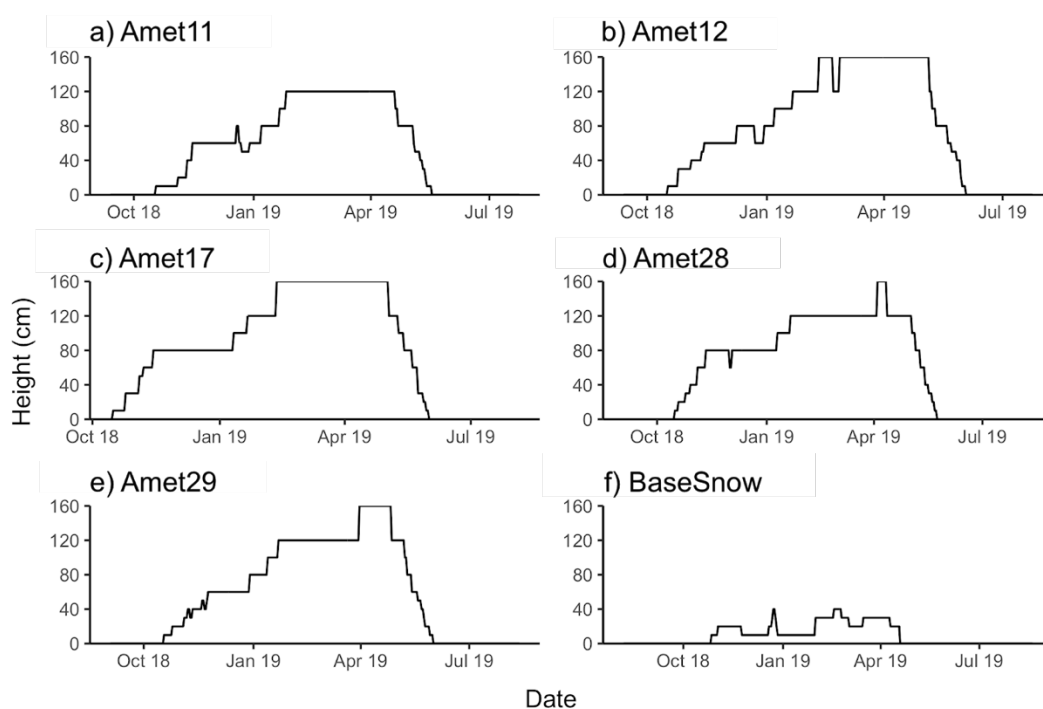 a) Amet11
b) Amet12
160
120
80
40
0
Oct 18 Jan 19 Apr 19 Jul 19
160
120
80
40
0
Oct 18 Jan 19 Apr 19 Jul 19
c) Amet17
d) Amet28
160
120
80
40
0
Oct 18 Jan 19 Apr 19 Jul 19
160
120
80
40
0
Oct 18 Jan 19 Apr 19 Jul 19
Height (cm)
e) Amet29
f) BaseSnow
160
120
80
40
0
Oct 18 Jan 19 Apr 19 Jul 19
160
120
80
40
0
Oct 18 Jan 19 Apr 19 Jul 19
Date